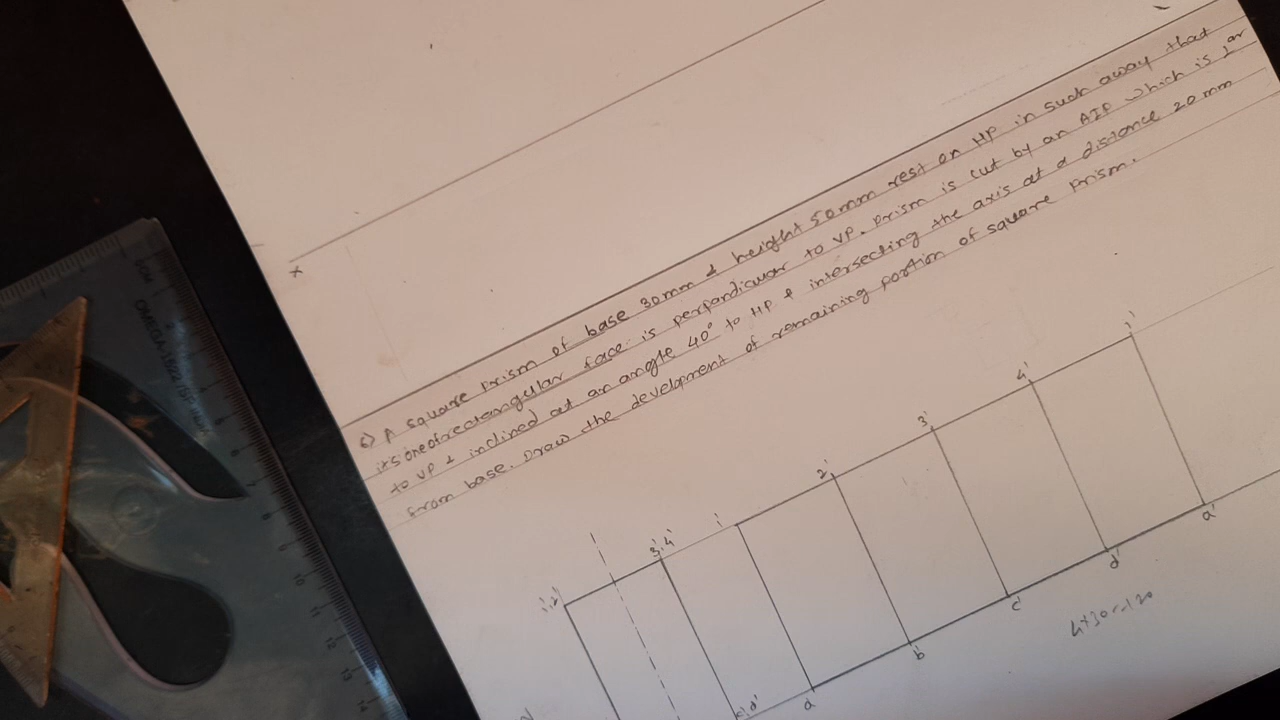 X
6) A square Prism of base 30mm & height 50mm rest on HP in such away that
it's one of rectangular face is perpendicular to VP. Prism is cut by an AIP which is ⊥ar
to VP & inclined at an angle 40° to HP & intersecting the axis at a distance 20mm
from base. Draw the development of remaining portion of square Prism.
1',2' 3',4' 1' 2' 3' 4' 1'
c',d' a' b' c' d' a'
4×30=120